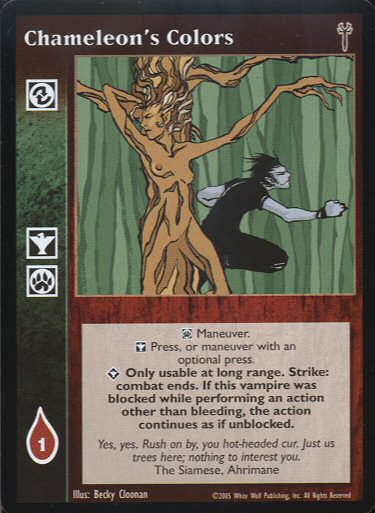 Chameleon's Colors
Maneuver.
Press, or maneuver with an
optional press.
Only usable at long range. Strike:
combat ends. If this vampire was
blocked while performing an action
other than bleeding, the action
continues as if unblocked.
Yes, yes. Rush on by, you hot-headed cur. Just us
trees here; nothing to interest you.
The Siamese, Ahrimane
1
Illus: Becky Cloonan
©2005 White Wolf Publishing, Inc. All Rights Reserved